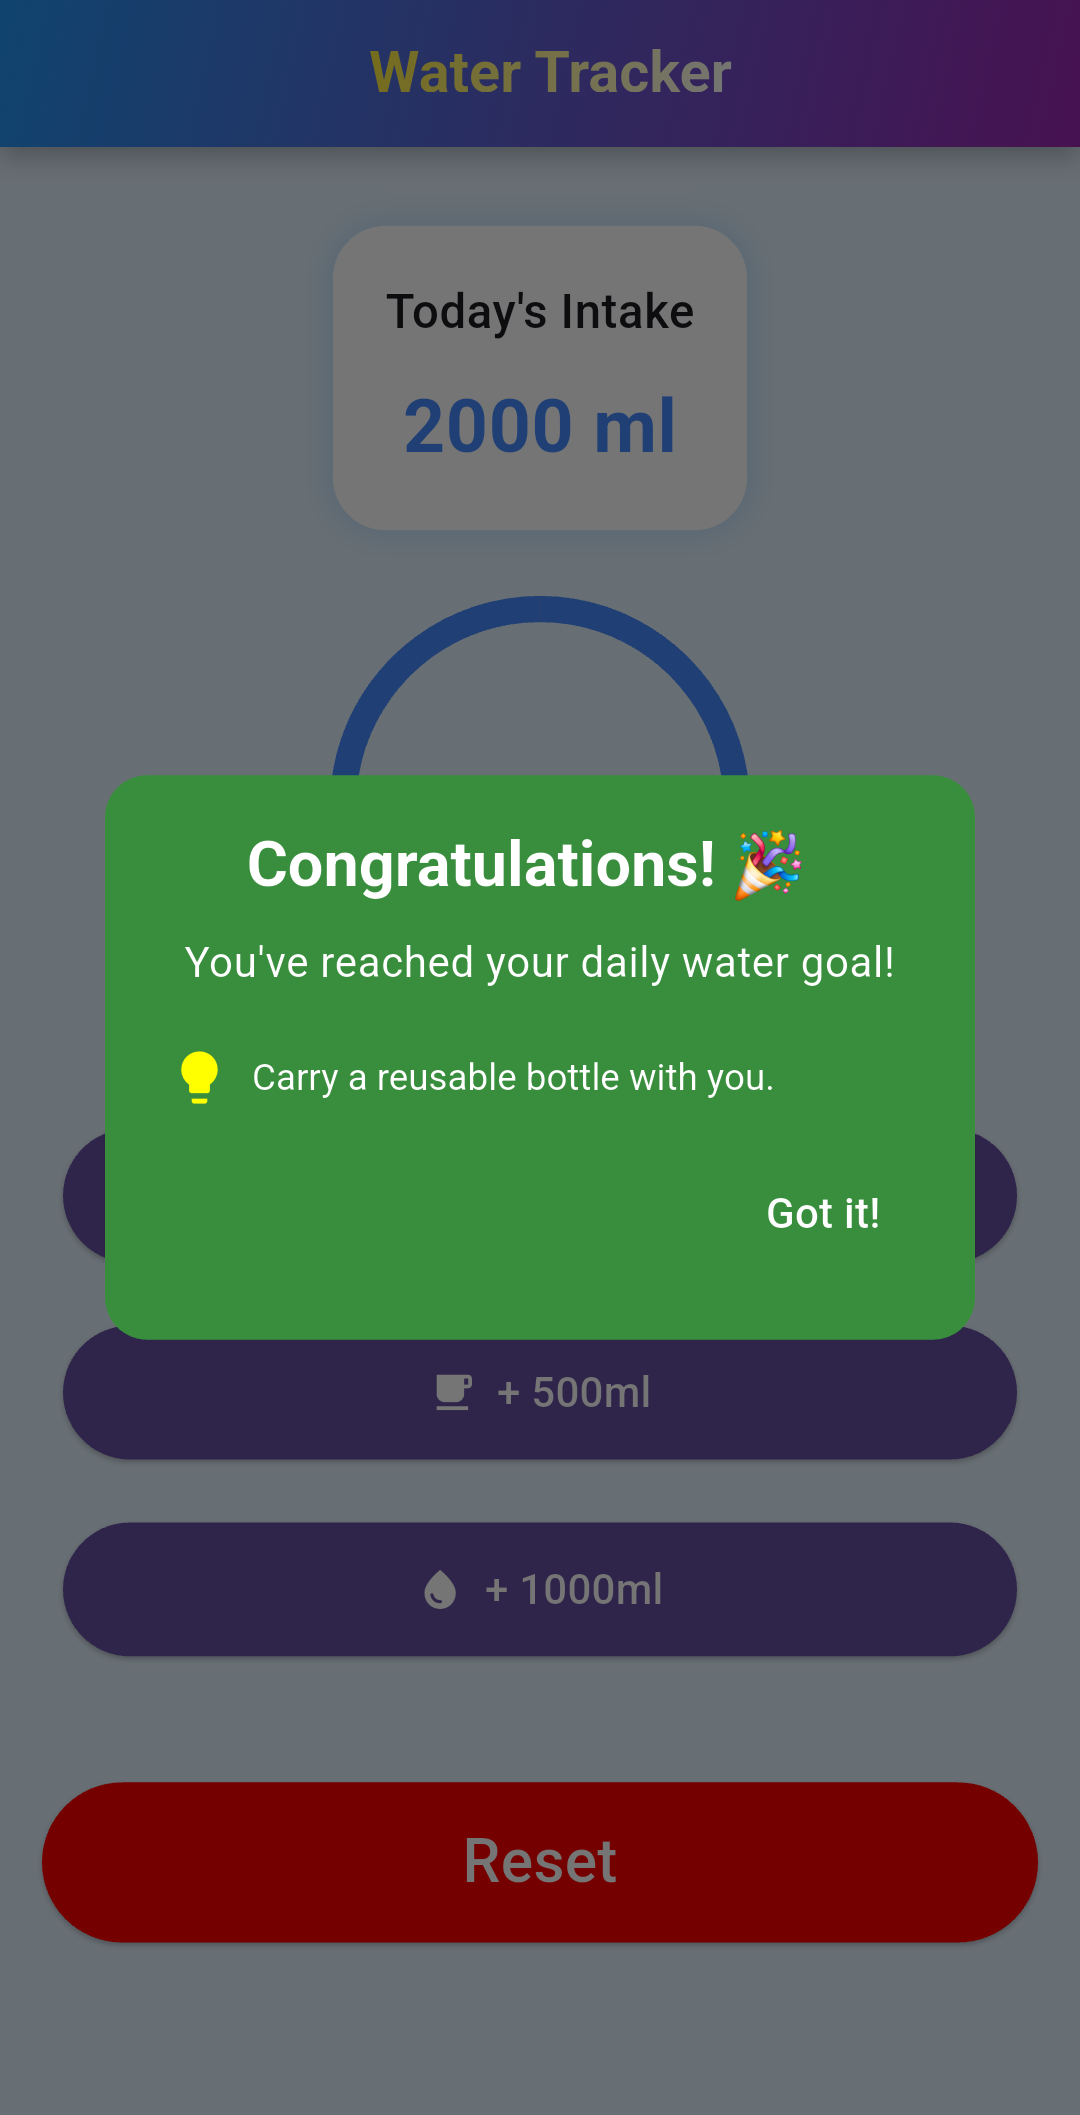 Water Tracker
Today's Intake
2000 ml
Congratulations! 🎉
You've reached your daily water goal!
Carry a reusable bottle with you.
Got it!
+ 500ml
+ 1000ml
Reset